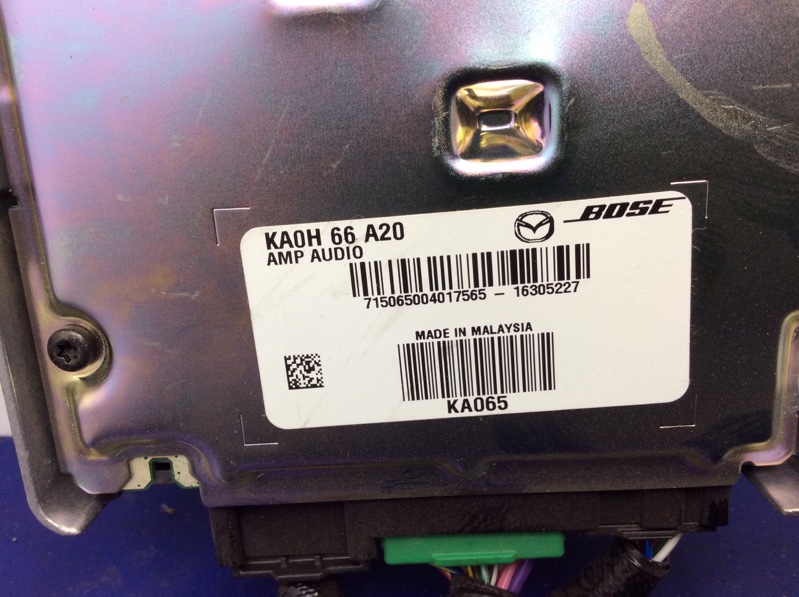 KA0H 66 A20
BOSE
AMP AUDIO
715065004017565 - 16305227
MADE IN MALAYSIA
KA065